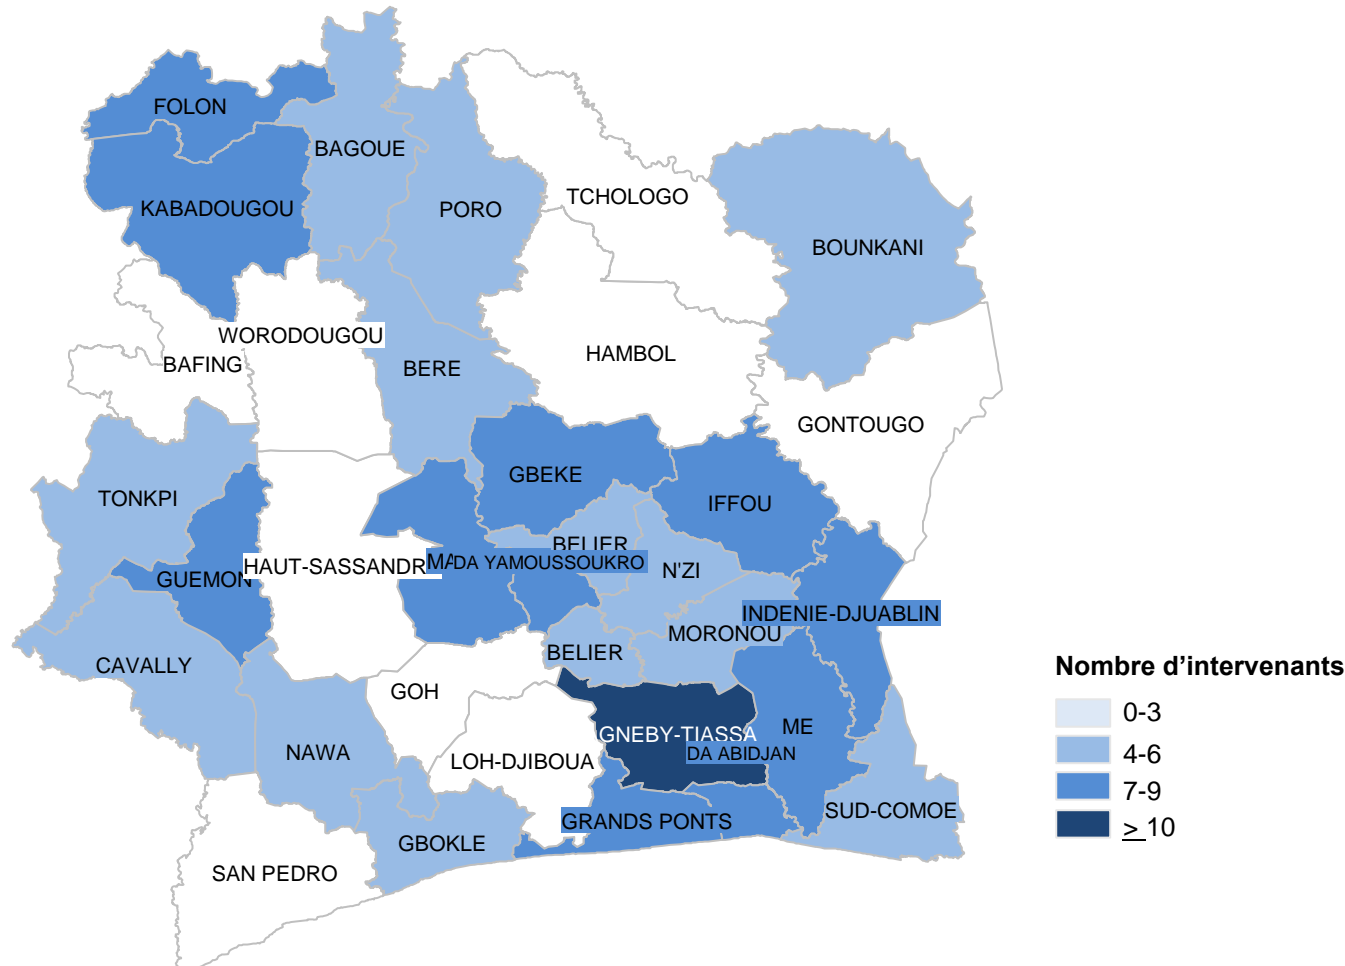 FOLON
BAGOUE
KABADOUGOU
PORO
TCHOLOGO
BOUNKANI
WORODOUGOU
BAFING
BERE
HAMBOL
GONTOUGO
TONKPI
GBEKE
IFFOU
BELIER
GUEMON
HAUT-SASSANDR
MA
DA YAMOUSSOUKRO
N'ZI
INDENIE-DJUABLIN
MORONOU
BELIER
CAVALLY
GOH
NAWA
LOH-DJIBOUA
GNEBY-TIASSA
ME
DA ABIDJAN
SUD-COMOE
GRANDS PONTS
GBOKLE
SAN PEDRO
Nombre d’intervenants
0-3
4-6
7-9
> 10